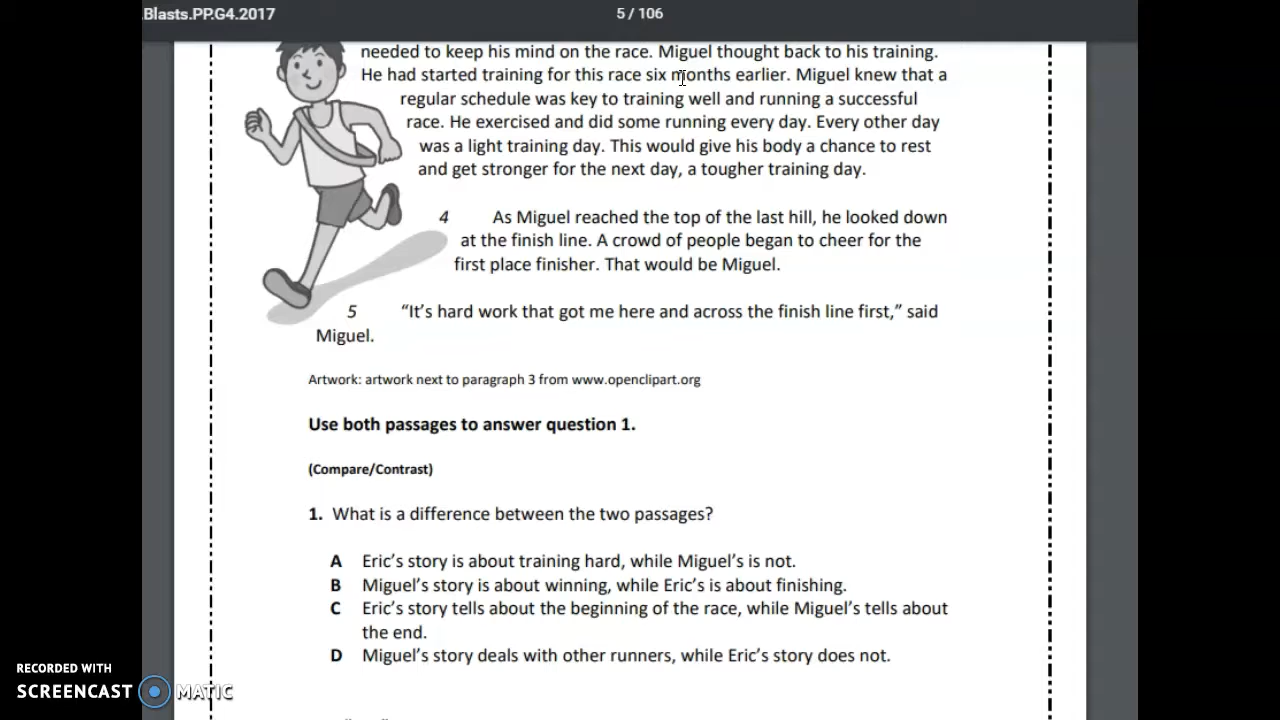 .Blasts.PP.G4.2017
5 / 106
needed to keep his mind on the race. Miguel thought back to his training.
He had started training for this race six months earlier. Miguel knew that a
regular schedule was key to training well and running a successful
race. He exercised and did some running every day. Every other day
was a light training day. This would give his body a chance to rest
and get stronger for the next day, a tougher training day.
4 As Miguel reached the top of the last hill, he looked down
at the finish line. A crowd of people began to cheer for the
first place finisher. That would be Miguel.
5 “It’s hard work that got me here and across the finish line first,” said
Miguel.
Artwork: artwork next to paragraph 3 from www.openclipart.org
Use both passages to answer question 1.
(Compare/Contrast)
1. What is a difference between the two passages?
A Eric’s story is about training hard, while Miguel’s is not.
B Miguel’s story is about winning, while Eric’s is about finishing.
C Eric’s story tells about the beginning of the race, while Miguel’s tells about
the end.
D Miguel’s story deals with other runners, while Eric’s story does not.
RECORDED WITH
SCREENCAST MATIC